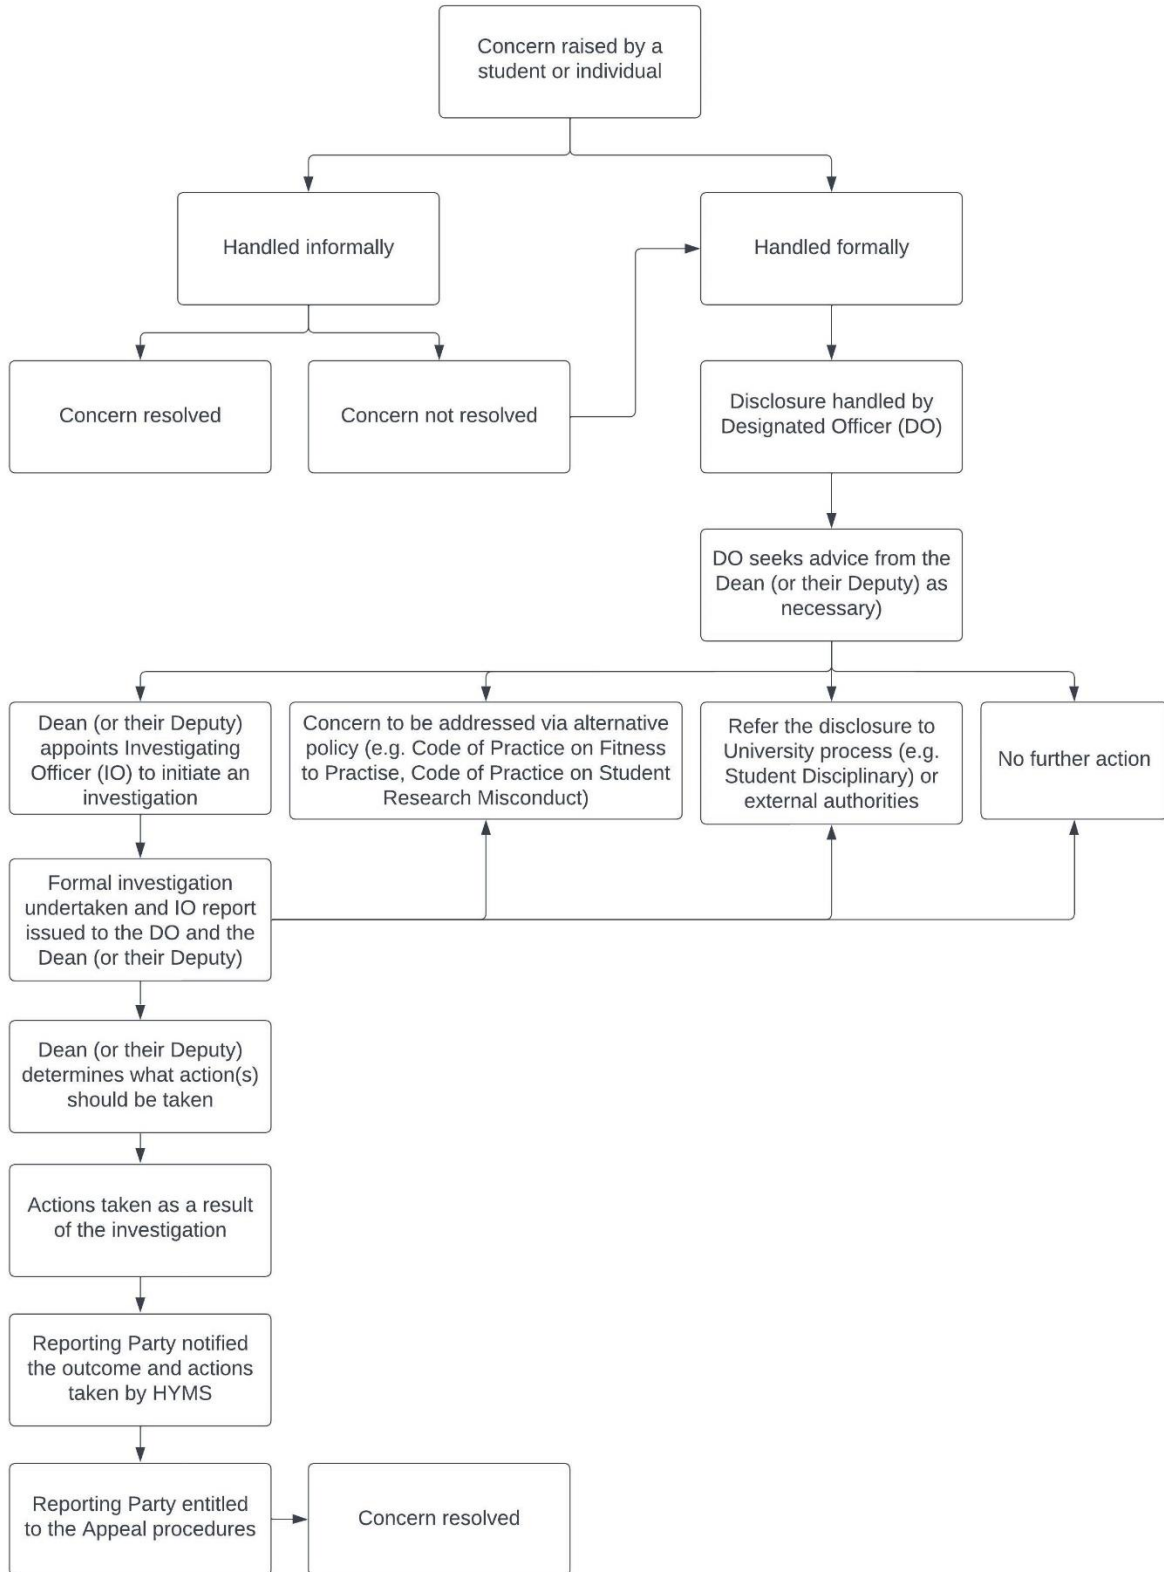 Concern raised by a
student or individual
Handled informally
Handled formally
Concern resolved
Concern not resolved
Disclosure handled by
Designated Officer (DO)
DO seeks advice from the
Dean (or their Deputy) as
necessary)
Dean (or their Deputy)
appoints Investigating
Officer (IO) to initiate an
investigation
Concern to be addressed via alternative
policy (e.g. Code of Practice on Fitness
to Practise, Code of Practice on Student
Research Misconduct)
Refer the disclosure to
University process (e.g.
Student Disciplinary) or
external authorities
No further action
Formal investigation
undertaken and IO report
issued to the DO and the
Dean (or their Deputy)
Dean (or their Deputy)
determines what action(s)
should be taken
Actions taken as a result
of the investigation
Reporting Party notified
the outcome and actions
taken by HYMS
Reporting Party entitled
to the Appeal procedures
Concern resolved